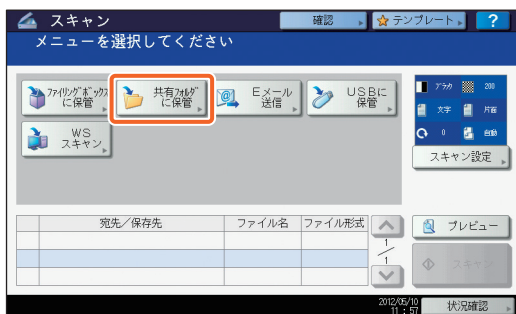 スキャン
確認
テンプレート
?
メニューを選択してください
ファイリングボックス
に保管
共有フォルダ
に保管
Eメール
送信
USBに
保管
WS
スキャン
ブラック
200
文字
片面
0
自動
スキャン設定
宛先/保存先
ファイル名
ファイル形式
1
1
プレビュー
スキャン
2012/05/10
11:57
状況確認